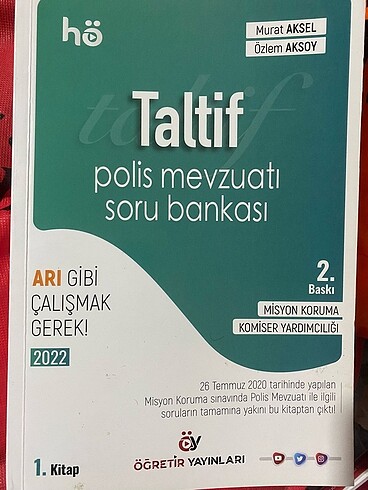 hö
Murat AKSEL
Özlem AKSOY
talif
Taltif
polis mevzuatı
soru bankası
ARI GİBİ
ÇALIŞMAK
GEREK!
2022
2.
Baskı
MİSYON KORUMA
KOMİSER YARDIMCILIĞI
26 Temmuz 2020 tarihinde yapılan
Misyon Koruma sınavında Polis Mevzuatı ile ilgili
soruların tamamına yakını bu kitaptan çıktı!
1. Kitap
öy
ÖĞRETİR YAYINLARI